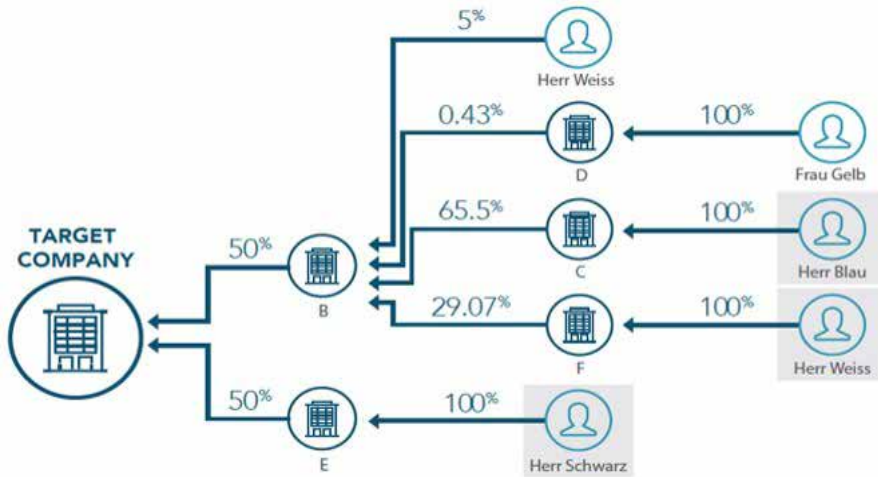 5%
Herr Weiss
0.43%
100%
D
Frau Gelb
65.5%
100%
TARGET
COMPANY
50%
B
C
Herr Blau
29.07%
100%
F
Herr Weiss
50%
100%
E
Herr Schwarz